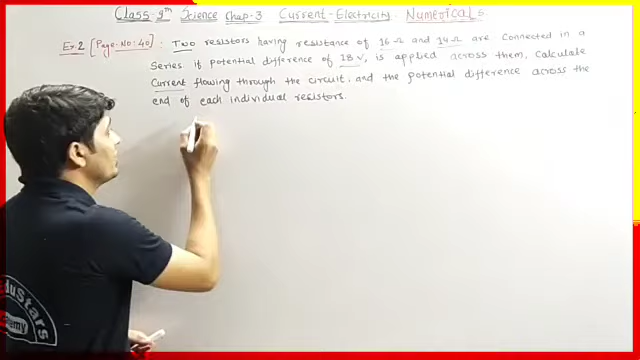 Class 9th Science Chap-3 Current-Electricity Numericals
Ex.2 [Page-No:40] : Two resistors having resistance of 16 Ω and 14 Ω are Connected in a
Series if potential difference of 18 v, is applied across them, Calculate
Current flowing through the circuit, and the potential difference across the
end of each individual resistors.
duStars